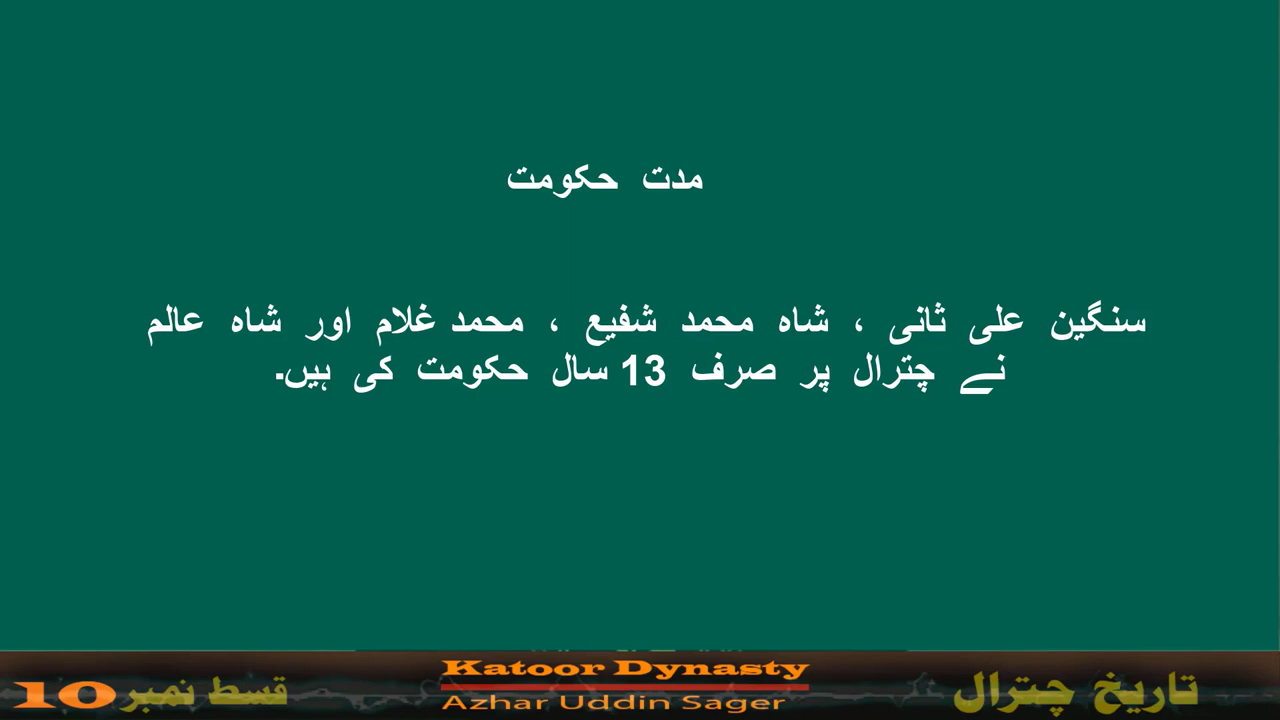 مدت حکومت
سنگین علی ثانی ، شاہ محمد شفیع ، محمد غلام اور شاہ عالم
نے چترال پر صرف 13 سال حکومت کی ہیں۔
Katoor Dynasty
تاریخ چترال
قسط نمبر 10
Azhar Uddin Sager